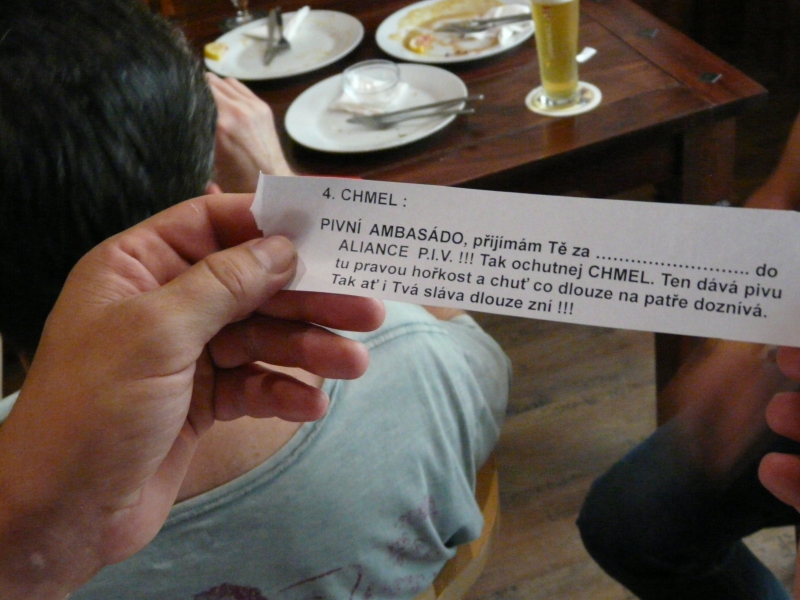 4. CHMEL :
PIVNÍ AMBASÁDO, přijímám Tě za ............................ do
ALIANCE P.I.V. !!! Tak ochutnej CHMEL. Ten dává pivu
tu pravou hořkost a chuť co dlouze na patře doznívá.
Tak ať i Tvá sláva dlouze zní !!!